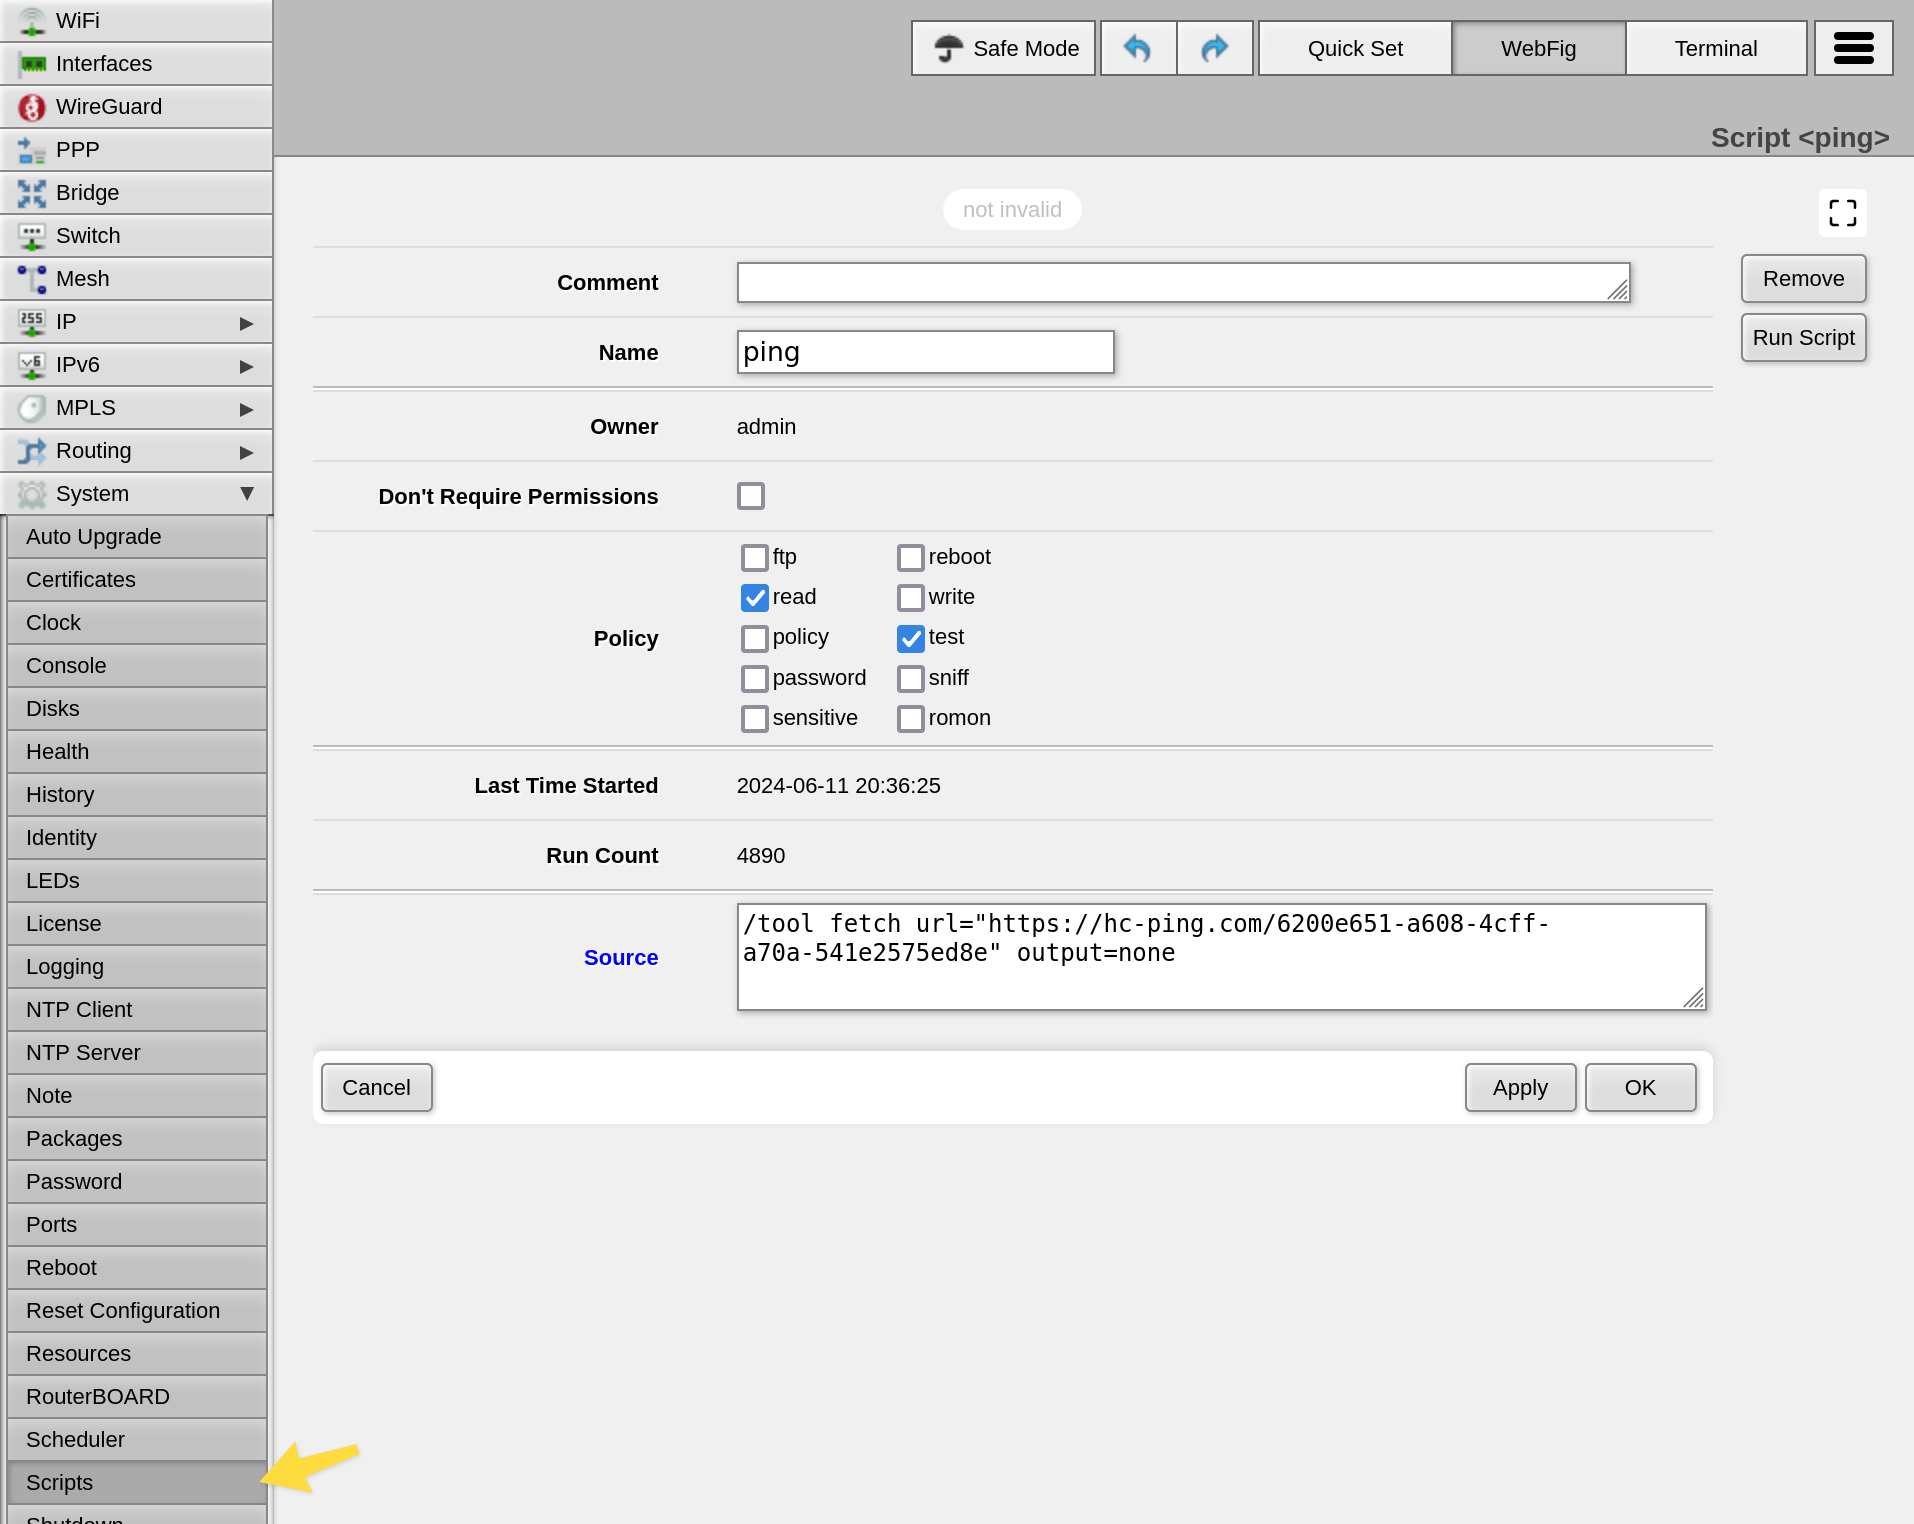 WiFi
Interfaces
WireGuard
PPP
Bridge
Switch
Mesh
IP
IPv6
MPLS
Routing
System
Auto Upgrade
Certificates
Clock
Console
Disks
Health
History
Identity
LEDs
License
Logging
NTP Client
NTP Server
Note
Packages
Password
Ports
Reboot
Reset Configuration
Resources
RouterBOARD
Scheduler
Scripts
Shutdown
Safe Mode
Quick Set
WebFig
Terminal
Script <ping>
not invalid
Comment
Remove
Name ping
Run Script
Owner admin
Don't Require Permissions
Policy
ftp reboot
read write
policy test
password sniff
sensitive romon
Last Time Started 2024-06-11 20:36:25
Run Count 4890
Source
/tool fetch url="https://hc-ping.com/6200e651-a608-4cff-
a70a-541e2575ed8e" output=none
Cancel Apply OK